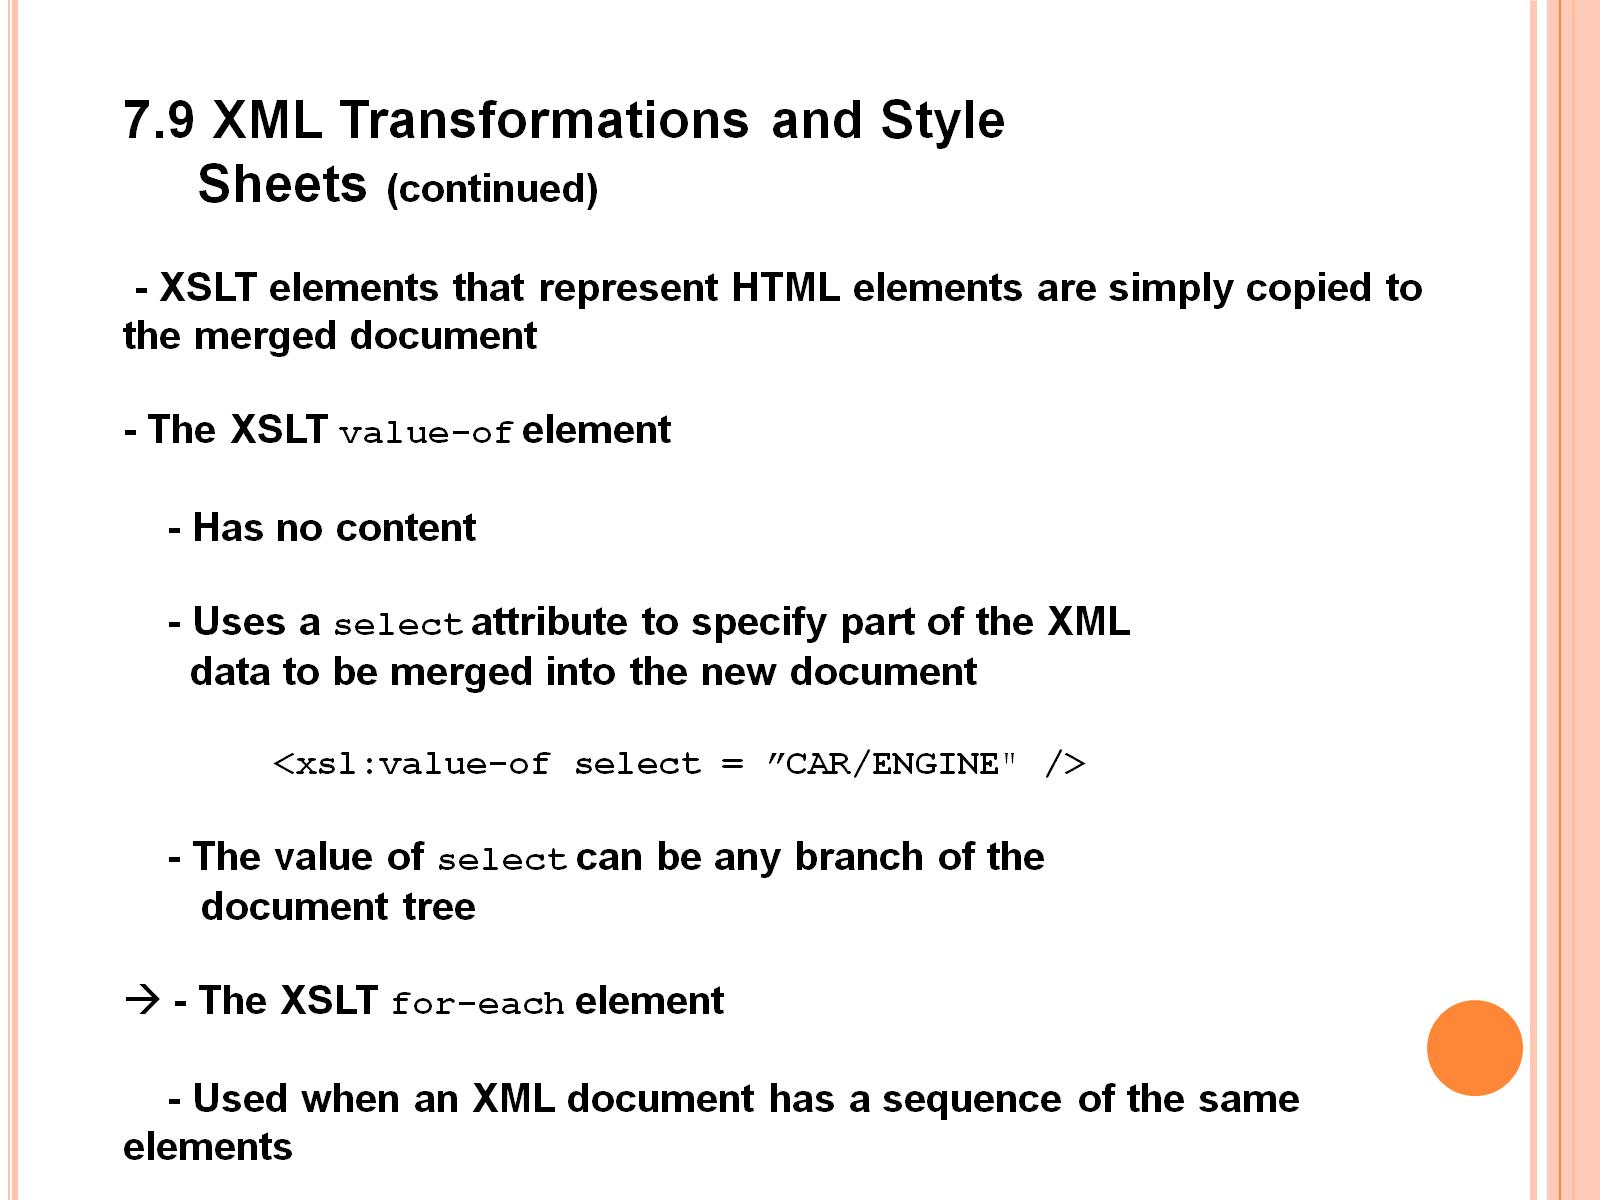 7.9 XML Transformations and Style
Sheets (continued)
- XSLT elements that represent HTML elements are simply copied to
the merged document
- The XSLT value-of element
- Has no content
- Uses a select attribute to specify part of the XML
data to be merged into the new document
<xsl:value-of select = ”CAR/ENGINE" />
- The value of select can be any branch of the
document tree
→ - The XSLT for-each element
- Used when an XML document has a sequence of the same
elements